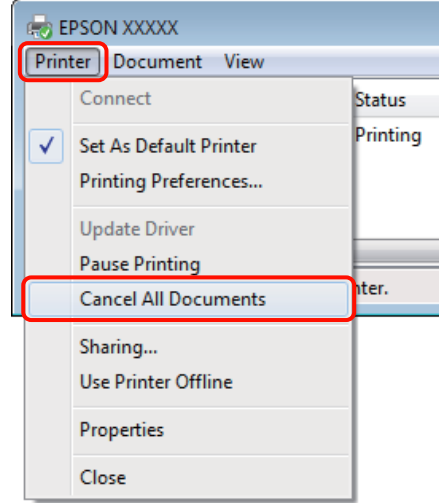 EPSON XXXXX
Printer Document View
Connect
Status
Set As Default Printer
Printing
Printing Preferences...
Update Driver
Pause Printing
Cancel All Documents
Sharing...
Use Printer Offline
Properties
Close